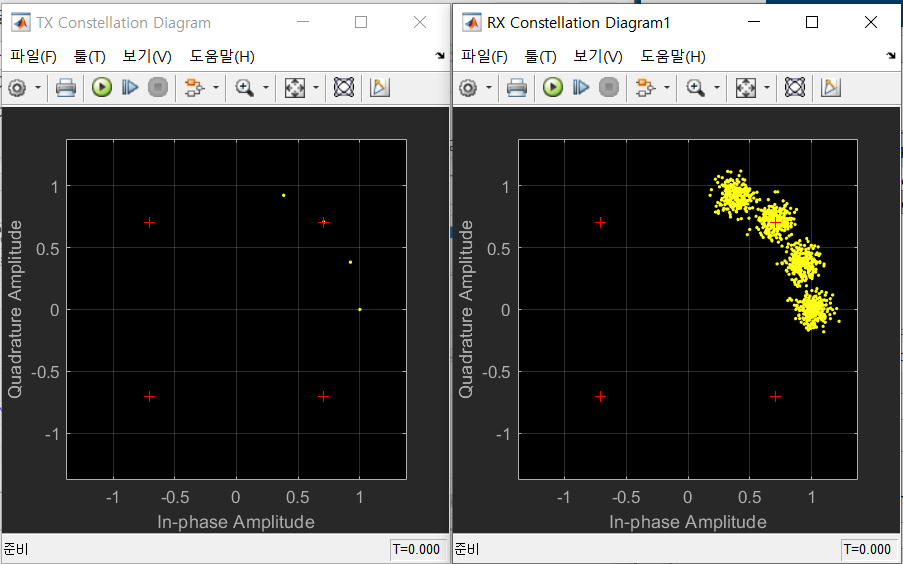 TX Constellation Diagram
파일(F) 툴(T) 보기(V) 도움말(H)
1
0.5
0
-0.5
-1
Quadrature Amplitude
-1 -0.5 0 0.5 1
In-phase Amplitude
준비 T=0.000
RX Constellation Diagram1
파일(F) 툴(T) 보기(V) 도움말(H)
1
0.5
0
-0.5
-1
Quadrature Amplitude
-1 -0.5 0 0.5 1
In-phase Amplitude
준비 T=0.000